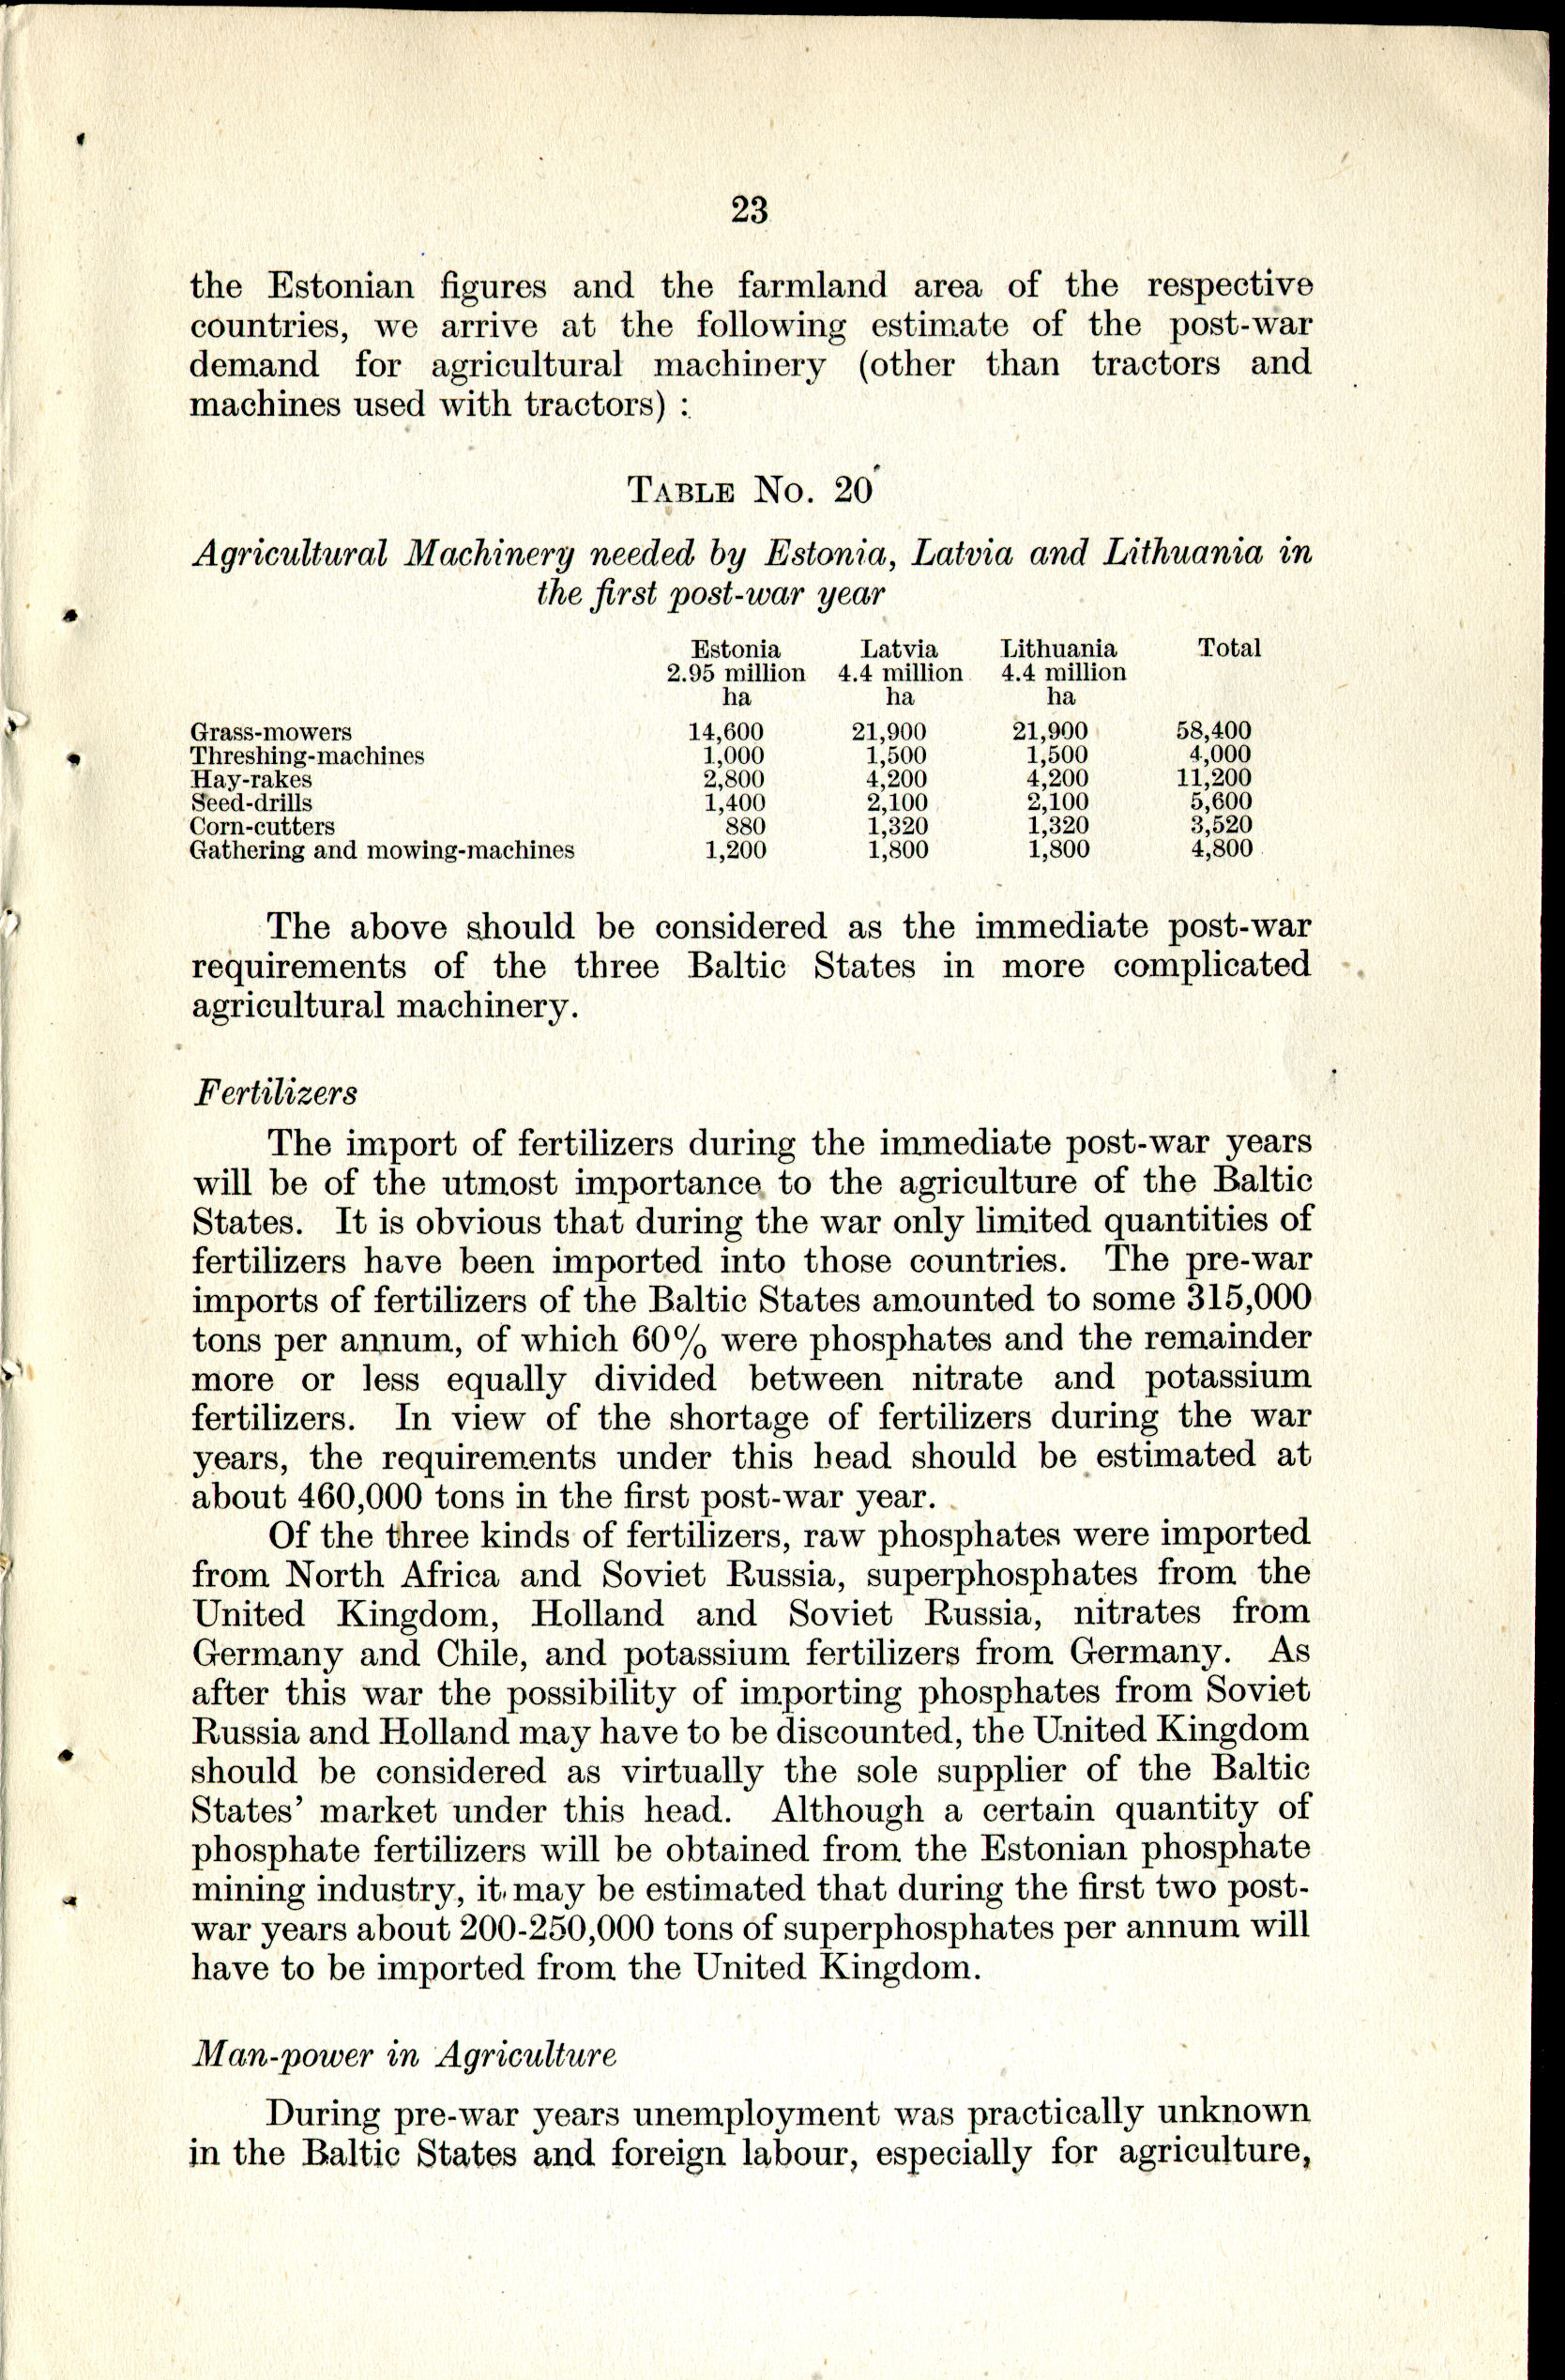 23
the Estonian figures and the farmland area of the respective
countries, we arrive at the following estimate of the post-war
demand for agricultural machinery (other than tractors and
machines used with tractors) :
TABLE No. 20
Agricultural Machinery needed by Estonia, Latvia and Lithuania in
the first post-war year
Estonia Latvia Lithuania Total
2.95 million 4.4 million 4.4 million
ha ha ha
Grass-mowers 14,600 21,900 21,900 58,400
Threshing-machines 1,000 1,500 1,500 4,000
Hay-rakes 2,800 4,200 4,200 11,200
Seed-drills 1,400 2,100 2,100 5,600
Corn-cutters 880 1,320 1,320 3,520
Gathering and mowing-machines 1,200 1,800 1,800 4,800
The above should be considered as the immediate post-war
requirements of the three Baltic States in more complicated
agricultural machinery.
Fertilizers
The import of fertilizers during the immediate post-war years
will be of the utmost importance to the agriculture of the Baltic
States. It is obvious that during the war only limited quantities of
fertilizers have been imported into those countries. The pre-war
imports of fertilizers of the Baltic States amounted to some 315,000
tons per annum, of which 60% were phosphates and the remainder
more or less equally divided between nitrate and potassium
fertilizers. In view of the shortage of fertilizers during the war
years, the requirements under this head should be estimated at
about 460,000 tons in the first post-war year.
Of the three kinds of fertilizers, raw phosphates were imported
from North Africa and Soviet Russia, superphosphates from the
United Kingdom, Holland and Soviet Russia, nitrates from
Germany and Chile, and potassium fertilizers from Germany. As
after this war the possibility of importing phosphates from Soviet
Russia and Holland may have to be discounted, the United Kingdom
should be considered as virtually the sole supplier of the Baltic
States' market under this head. Although a certain quantity of
phosphate fertilizers will be obtained from the Estonian phosphate
mining industry, it may be estimated that during the first two post-
war years about 200-250,000 tons of superphosphates per annum will
have to be imported from the United Kingdom.
Man-power in Agriculture
During pre-war years unemployment was practically unknown
in the Baltic States and foreign labour, especially for agriculture,